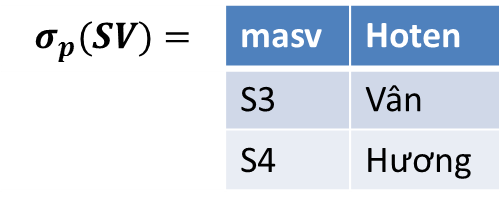 σp(SV) = masv Hoten
S3 Vân
S4 Hương